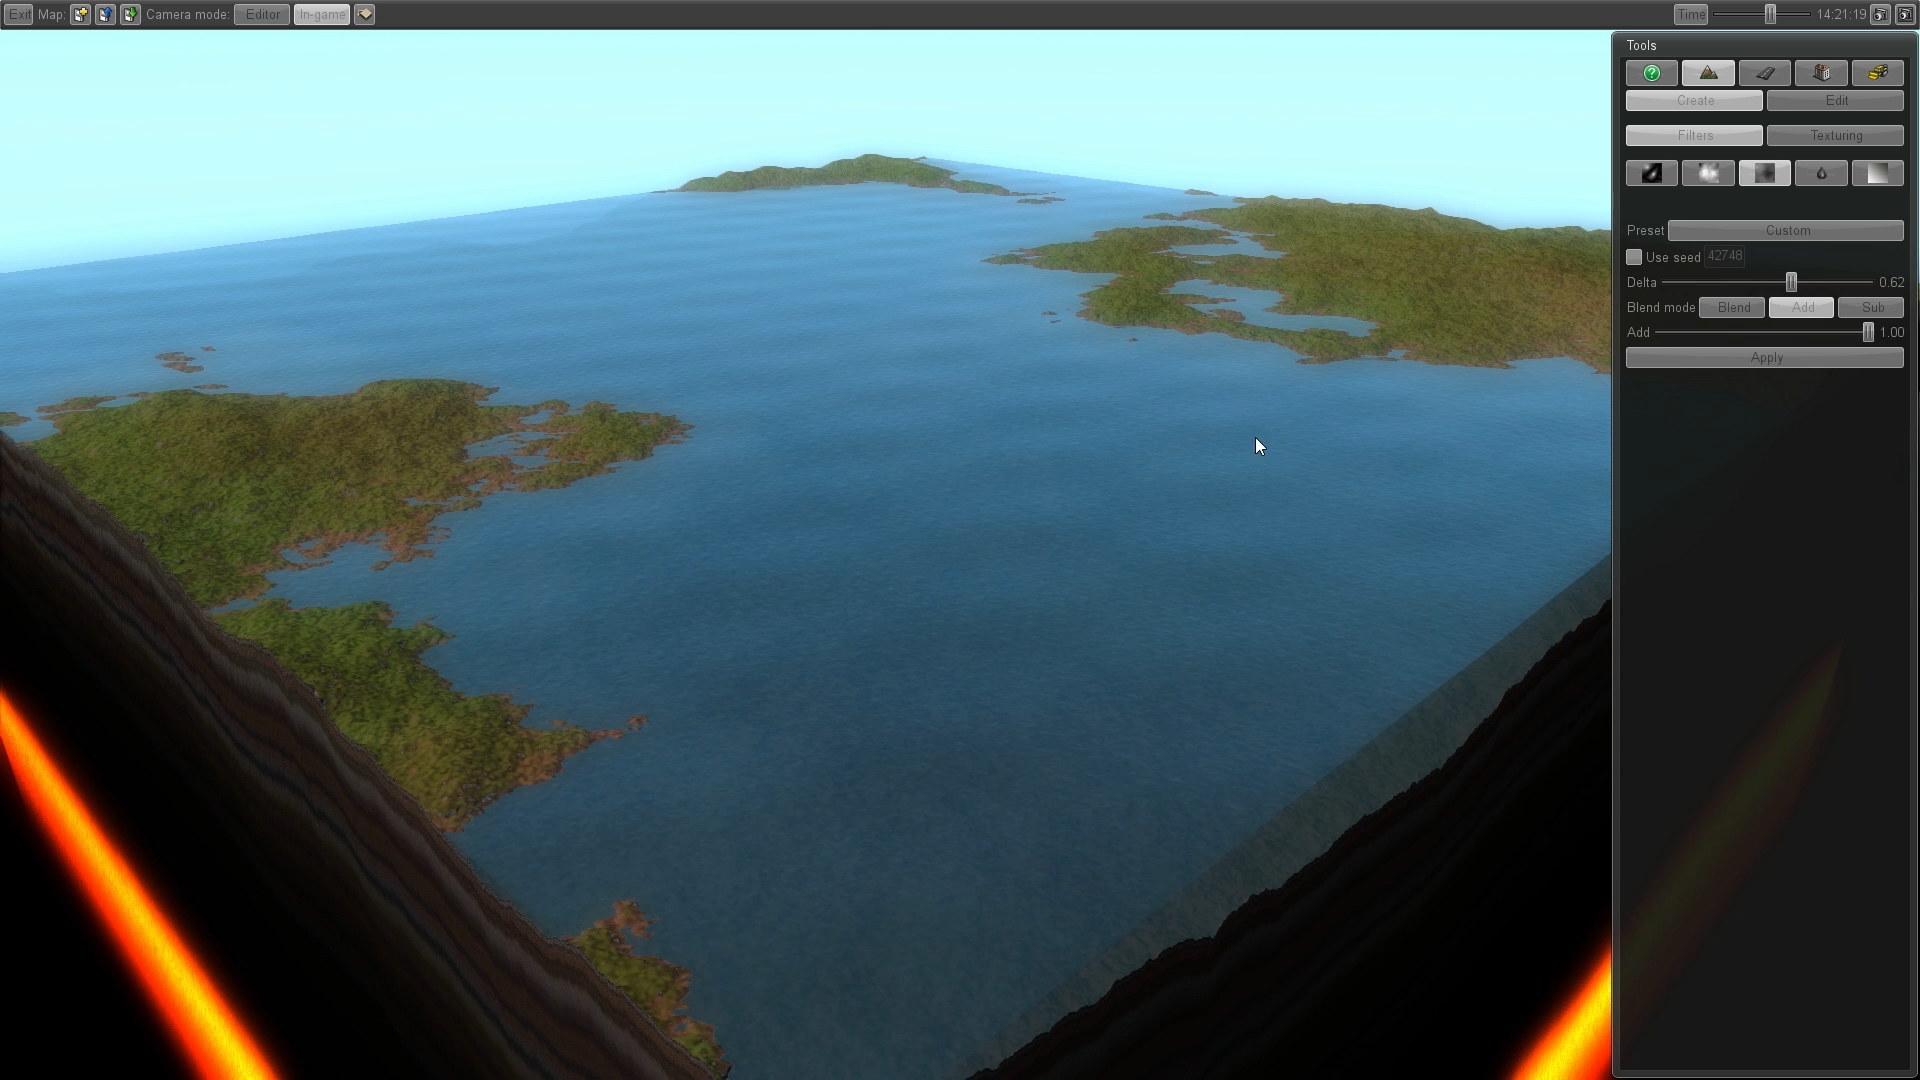 Exit Map: Camera mode: Editor In-game Time 14:21:19
Tools
Create Edit
Filters Texturing
Preset Custom
Use seed 42748
Delta 0.62
Blend mode Blend Add Sub
Add 1.00
Apply